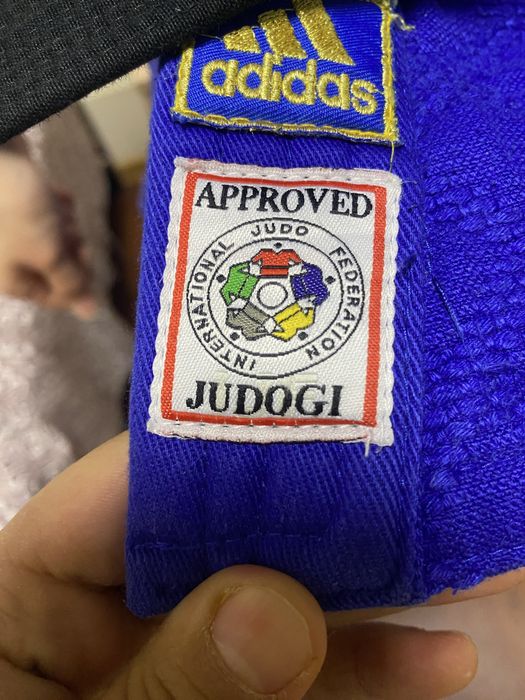 adidas
APPROVED
INTERNATIONAL JUDO FEDERATION
JUDOGI